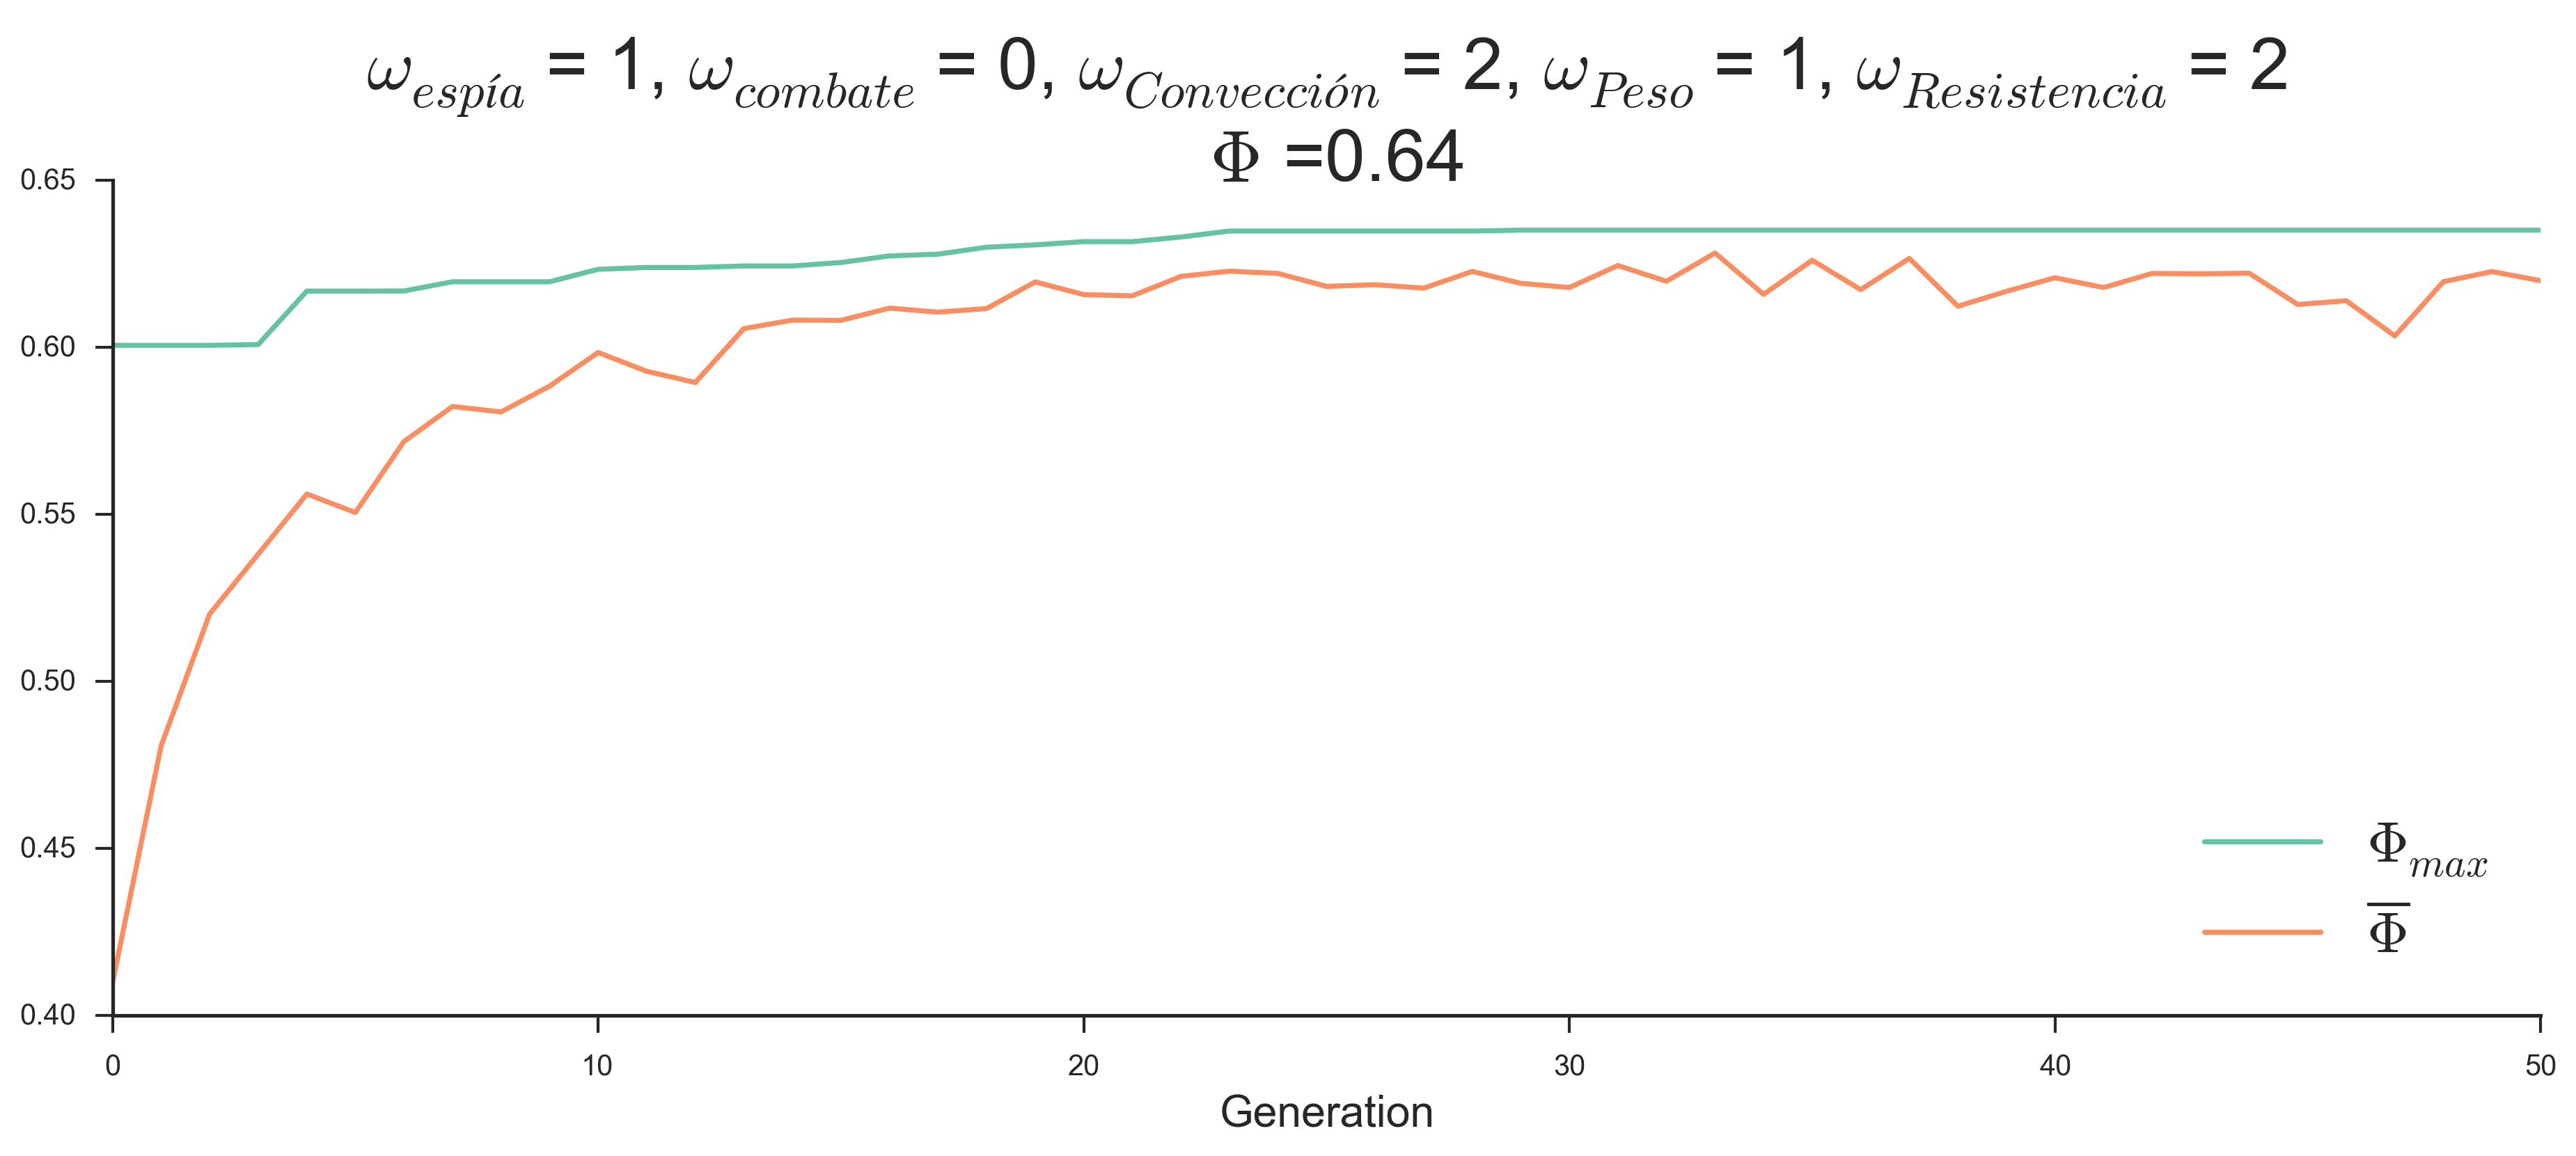 ω_espía = 1, ω_combate = 0, ω_Convección = 2, ω_Peso = 1, ω_Resistencia = 2
Φ =0.64
0.65
0.60
0.55
0.50
0.45
0.40
Φ_max
Φ̅
0 10 20 30 40 50
Generation